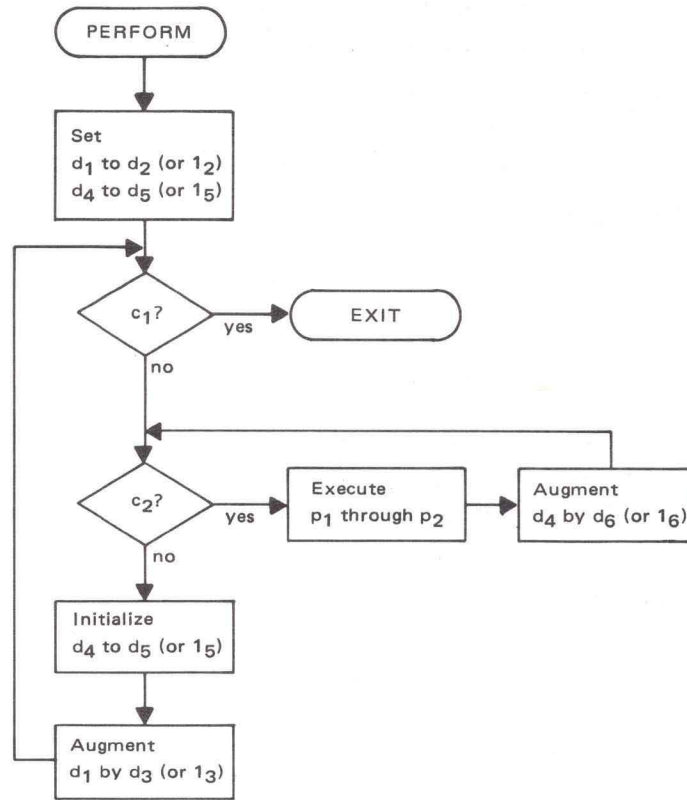 PERFORM
Set
d1 to d2 (or 12)
d4 to d5 (or 15)
c1?
yes
EXIT
no
c2?
yes
Execute
p1 through p2
Augment
d4 by d6 (or 16)
no
Initialize
d4 to d5 (or 15)
Augment
d1 by d3 (or 13)